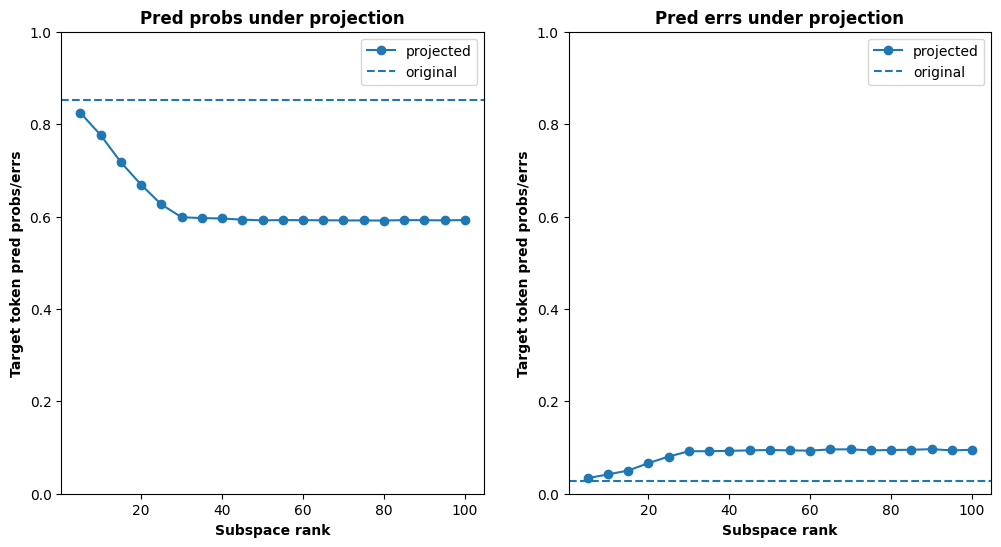 Pred probs under projection
projected
original
Target token pred probs/errs
1.0
0.8
0.6
0.4
0.2
0.0
20
40
60
80
100
Subspace rank
Pred errs under projection
projected
original
Target token pred probs/errs
1.0
0.8
0.6
0.4
0.2
0.0
20
40
60
80
100
Subspace rank